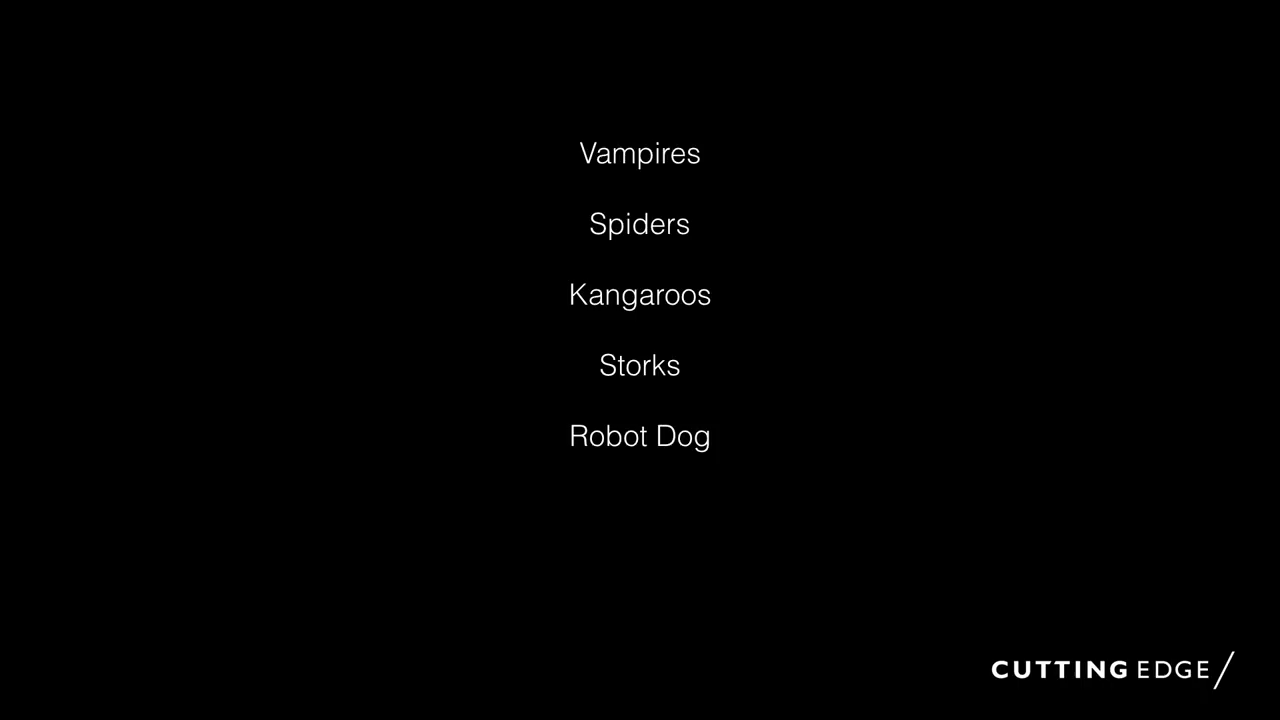 Vampires
Spiders
Kangaroos
Storks
Robot Dog
CUTTING EDGE